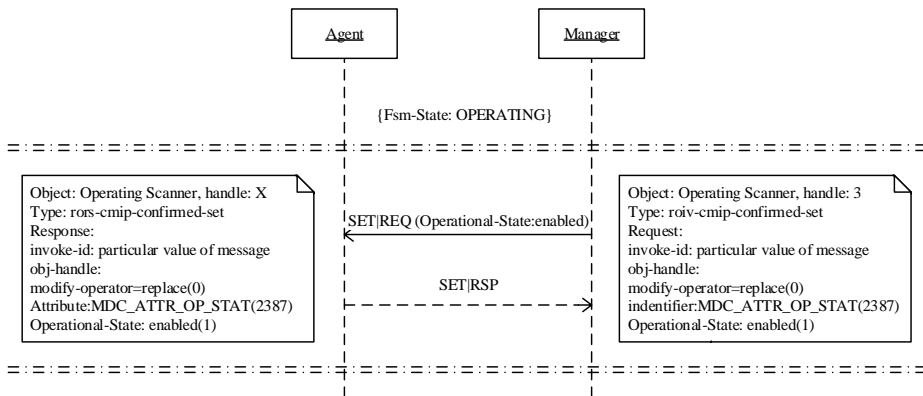 Agent
Manager
{Fsm-State: OPERATING}
Object: Operating Scanner, handle: X
Type: rors-cmip-confirmed-set
Response:
invoke-id: particular value of message
obj-handle:
modify-operator=replace(0)
Attribute:MDC_ATTR_OP_STAT(2387)
Operational-State: enabled(1)
SET|REQ (Operational-State:enabled)
SET|RSP
Object: Operating Scanner, handle: 3
Type: roiv-cmip-confirmed-set
Request:
invoke-id: particular value of message
obj-handle:
modify-operator=replace(0)
indentifier:MDC_ATTR_OP_STAT(2387)
Operational-State: enabled(1)